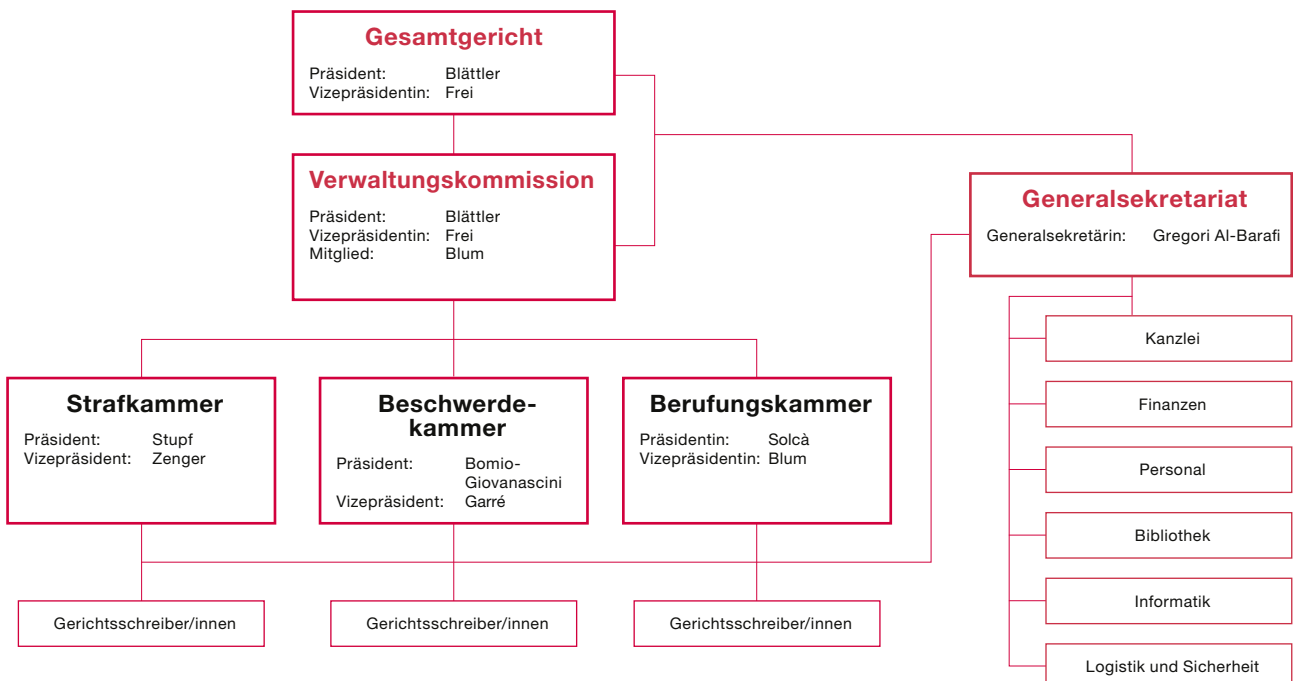 Gesamtgericht
Präsident: Blättler
Vizepräsidentin: Frei
Verwaltungskommission
Präsident: Blättler
Vizepräsidentin: Frei
Mitglied: Blum
Generalsekretariat
Generalsekretärin: Gregori Al-Barafi
Kanzlei
Finanzen
Personal
Bibliothek
Informatik
Logistik und Sicherheit
Strafkammer
Präsident: Stupf
Vizepräsident: Zenger
Beschwerde-
kammer
Präsident: Bomio-
Giovanascini
Vizepräsident: Garré
Berufungskammer
Präsidentin: Solcà
Vizepräsidentin: Blum
Gerichtsschreiber/innen
Gerichtsschreiber/innen
Gerichtsschreiber/innen